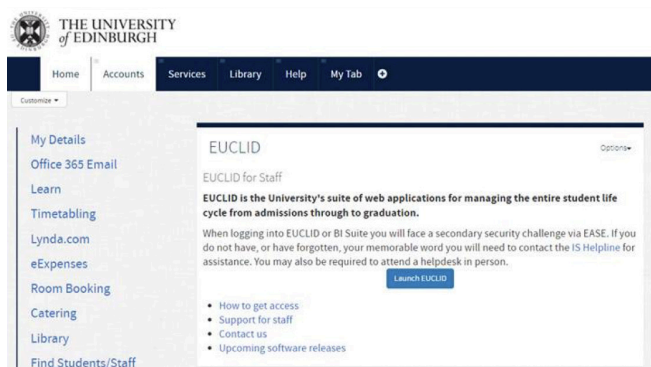 THE UNIVERSITY
of EDINBURGH
Home Accounts Services Library Help My Tab
Customize
My Details
Office 365 Email
Learn
Timetabling
Lynda.com
eExpenses
Room Booking
Catering
Library
Find Students/Staff
EUCLID
Options
EUCLID for Staff
EUCLID is the University's suite of web applications for managing the entire student life
cycle from admissions through to graduation.
When logging into EUCLID or BI Suite you will face a secondary security challenge via EASE. If you
do not have, or have forgotten, your memorable word you will need to contact the IS Helpline for
assistance. You may also be required to attend a helpdesk in person.
Launch EUCLID
• How to get access
• Support for staff
• Contact us
• Upcoming software releases